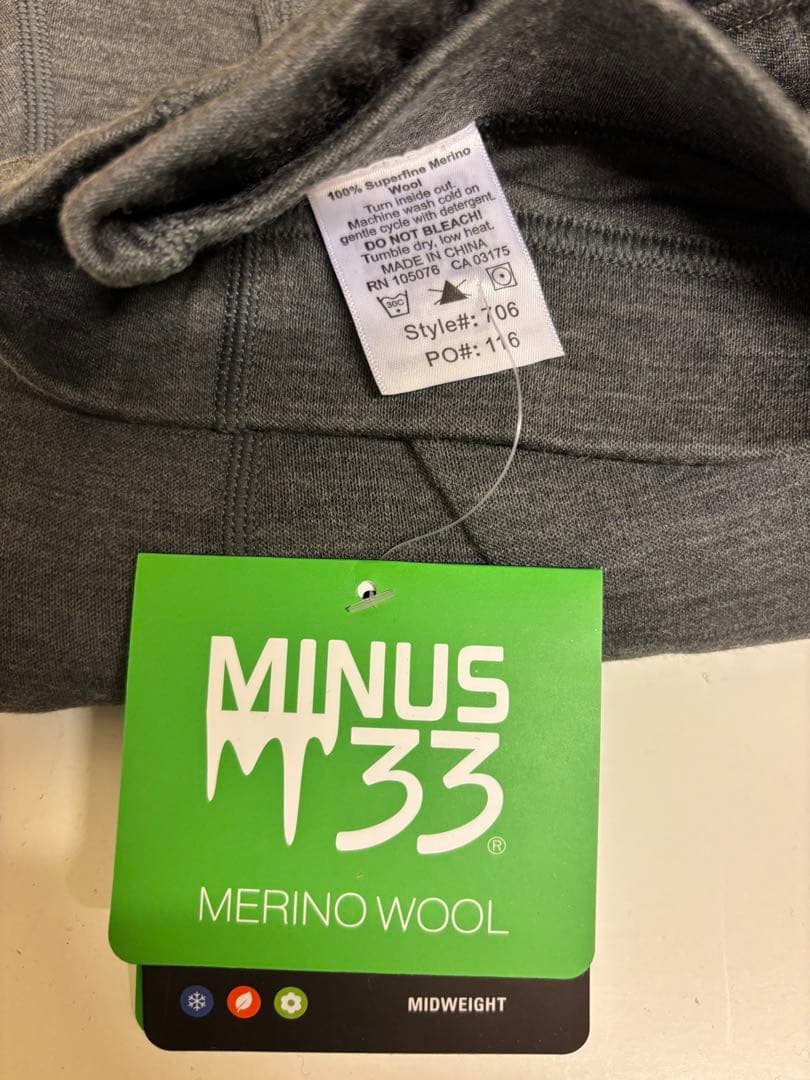 100% Superfine Merino
Wool
Turn inside out.
Machine wash cold on
gentle cycle with detergent.
DO NOT BLEACH!
Tumble dry, low heat.
MADE IN CHINA
RN 105076 CA 03175
30C
Style#: 706
PO#: 116
MINUS
33®
MERINO WOOL
MIDWEIGHT